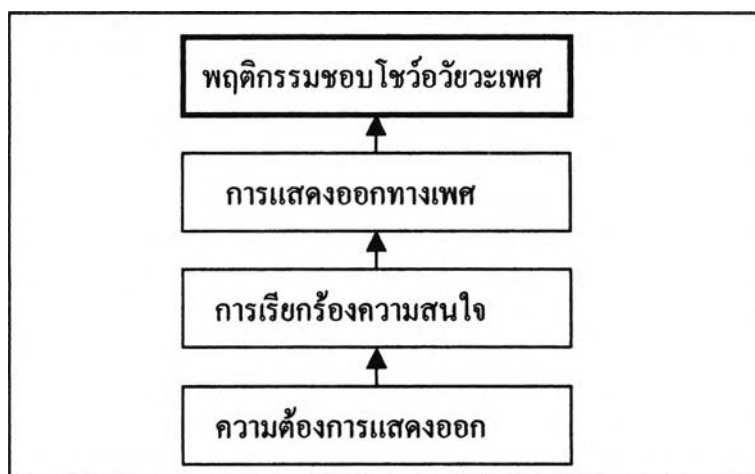 พฤติกรรมชอบโชว์อวัยวะเพศ
การแสดงออกทางเพศ
การเรียกร้องความสนใจ
ความต้องการแสดงออก